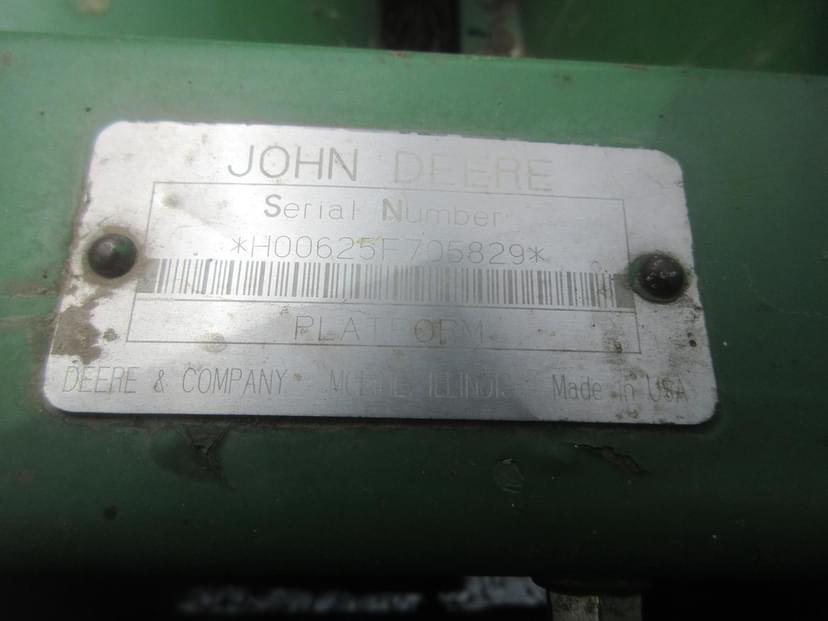 JOHN DEERE
Serial Number
*H00625F705829*
PLATFORM
DEERE & COMPANY MOLINE, ILLINOIS Made in USA